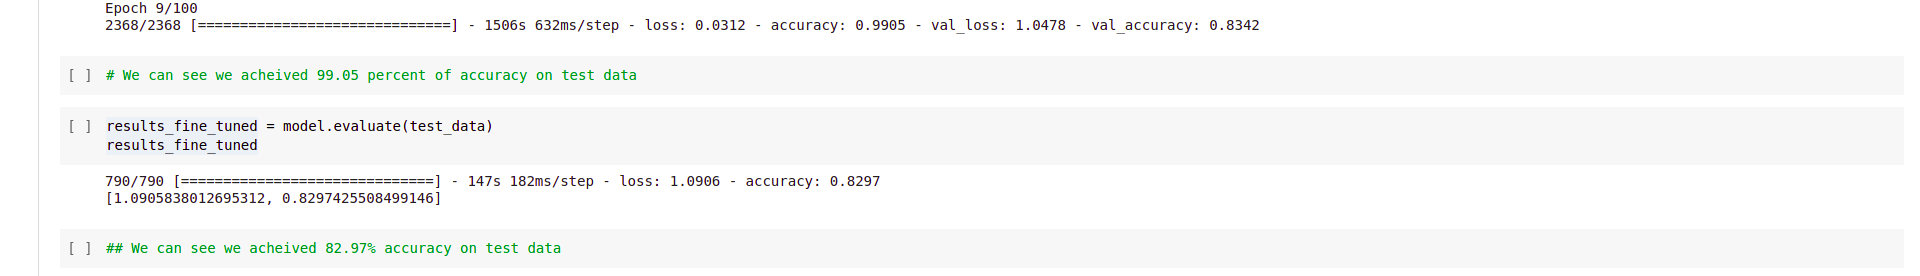 Epoch 9/100
2368/2368 [==============================] - 1506s 632ms/step - loss: 0.0312 - accuracy: 0.9905 - val_loss: 1.0478 - val_accuracy: 0.8342
[ ] # We can see we acheived 99.05 percent of accuracy on test data
[ ] results_fine_tuned = model.evaluate(test_data)
results_fine_tuned
790/790 [==============================] - 147s 182ms/step - loss: 1.0906 - accuracy: 0.8297
[1.0905838012695312, 0.8297425508499146]
[ ] ## We can see we acheived 82.97% accuracy on test data